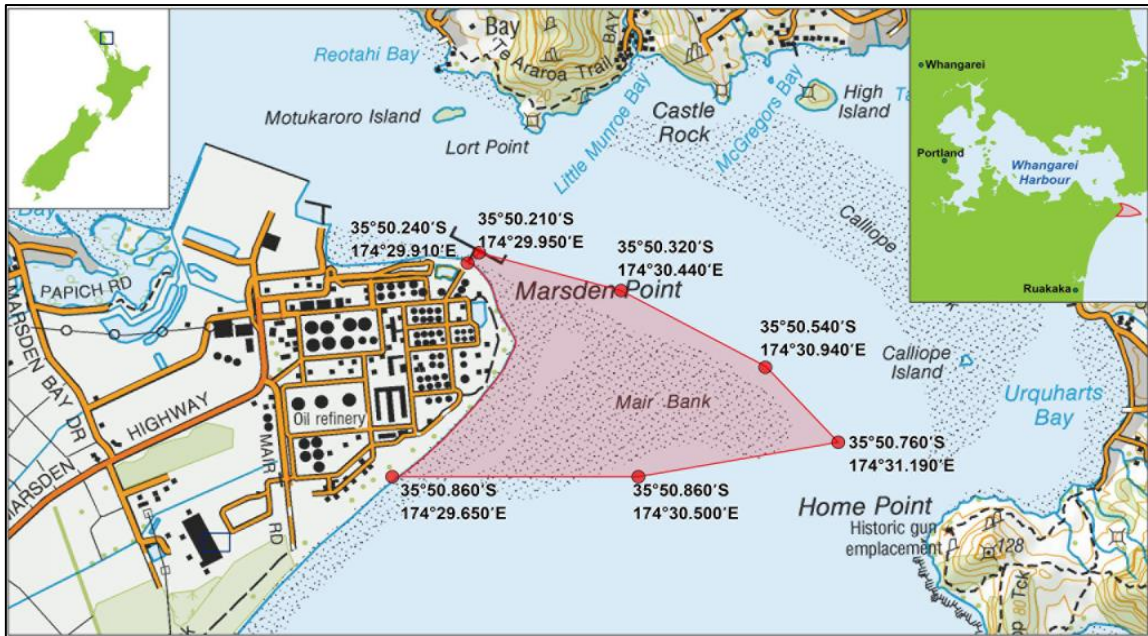 Bay
Te Araroa Trail
BAY
Reotahi Bay
Motukaroro Island
Lort Point
Little Munroe Bay
Castle
Rock
McGregors Bay
High
Island
Ta
Whangarei
Portland
Whangarei
Harbour
Ruakaka
Bay
PAPICH RD
MARSDEN BAY DR
MARSDEN
HIGHWAY
MAIR
RD
Oil refinery
35°50.240'S
174°29.910'E
35°50.210'S
174°29.950'E
35°50.320'S
174°30.440'E
Marsden Point
Calliope
35°50.540'S
174°30.940'E
Mair Bank
Calliope
Island
Urquharts
Bay
35°50.760'S
174°31.190'E
35°50.860'S
174°29.650'E
35°50.860'S
174°30.500'E
Home Point
Historic gun
emplacement
128
80
Tck